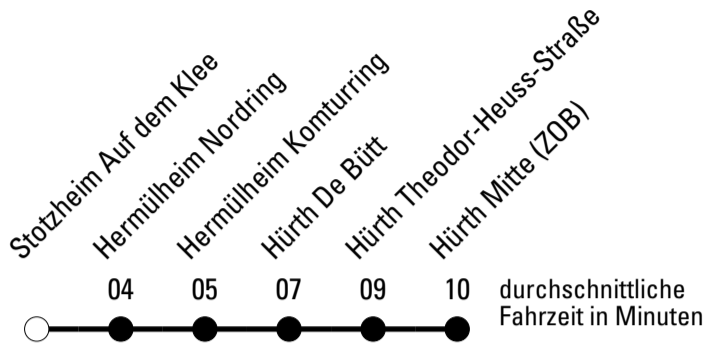 Stotzheim Auf dem Klee
Hermülheim Nordring
Hermülheim Komturring
Hürth De Bütt
Hürth Theodor-Heuss-Straße
Hürth Mitte (ZOB)
04 05 07 09 10
durchschnittliche
Fahrzeit in Minuten